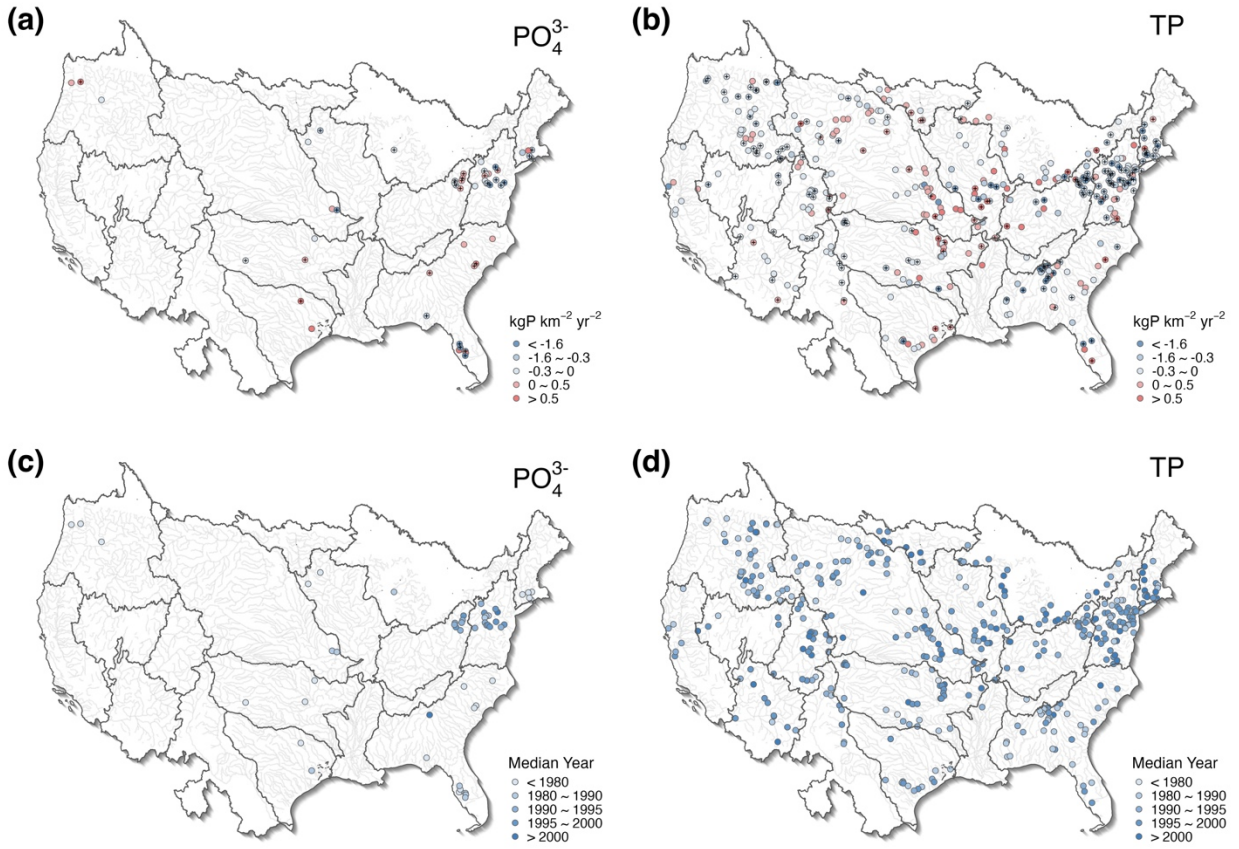 (a)
PO₄³⁻
kgP km⁻² yr⁻²
< -1.6
-1.6 ~ -0.3
-0.3 ~ 0
0 ~ 0.5
> 0.5
(b)
TP
kgP km⁻² yr⁻²
< -1.6
-1.6 ~ -0.3
-0.3 ~ 0
0 ~ 0.5
> 0.5
(c)
PO₄³⁻
Median Year
< 1980
1980 ~ 1990
1990 ~ 1995
1995 ~ 2000
> 2000
(d)
TP
Median Year
< 1980
1980 ~ 1990
1990 ~ 1995
1995 ~ 2000
> 2000